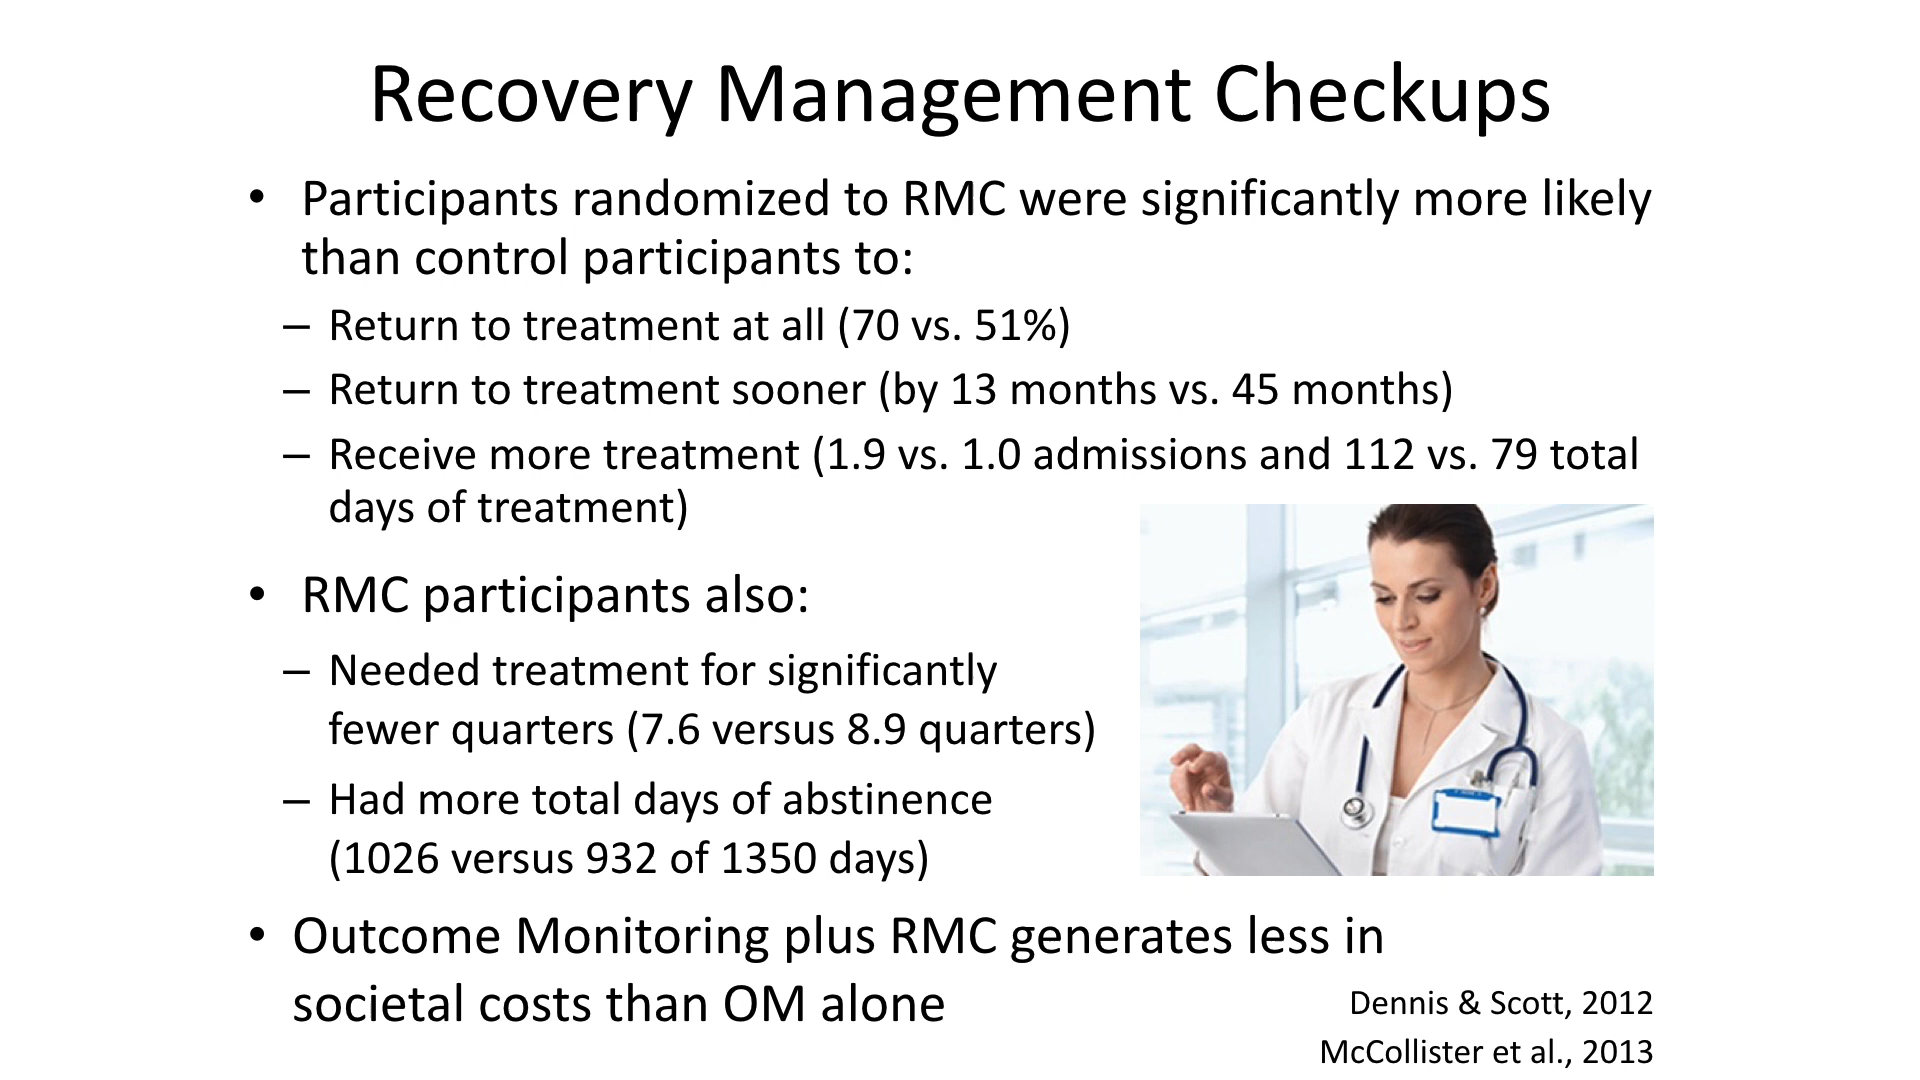 Recovery Management Checkups
• Participants randomized to RMC were significantly more likely
than control participants to:
– Return to treatment at all (70 vs. 51%)
– Return to treatment sooner (by 13 months vs. 45 months)
– Receive more treatment (1.9 vs. 1.0 admissions and 112 vs. 79 total
days of treatment)
• RMC participants also:
– Needed treatment for significantly
fewer quarters (7.6 versus 8.9 quarters)
– Had more total days of abstinence
(1026 versus 932 of 1350 days)
• Outcome Monitoring plus RMC generates less in
societal costs than OM alone
Dennis & Scott, 2012
McCollister et al., 2013